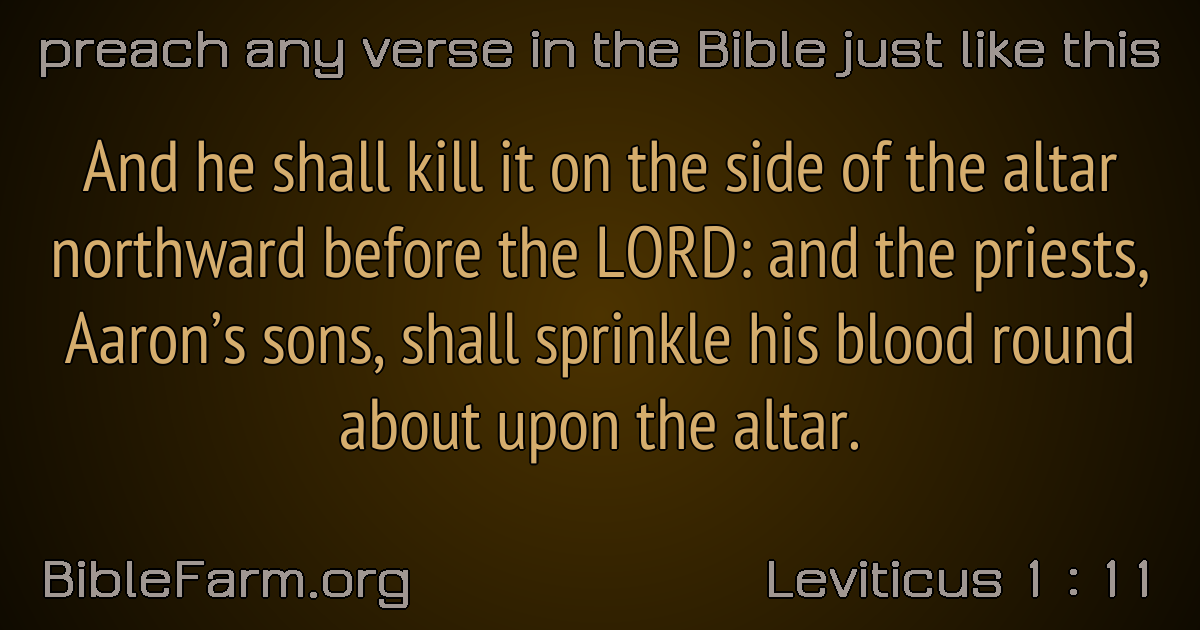 preach any verse in the Bible just like this
And he shall kill it on the side of the altar
northward before the LORD: and the priests,
Aaron’s sons, shall sprinkle his blood round
about upon the altar.
BibleFarm.org
Leviticus 1 : 11